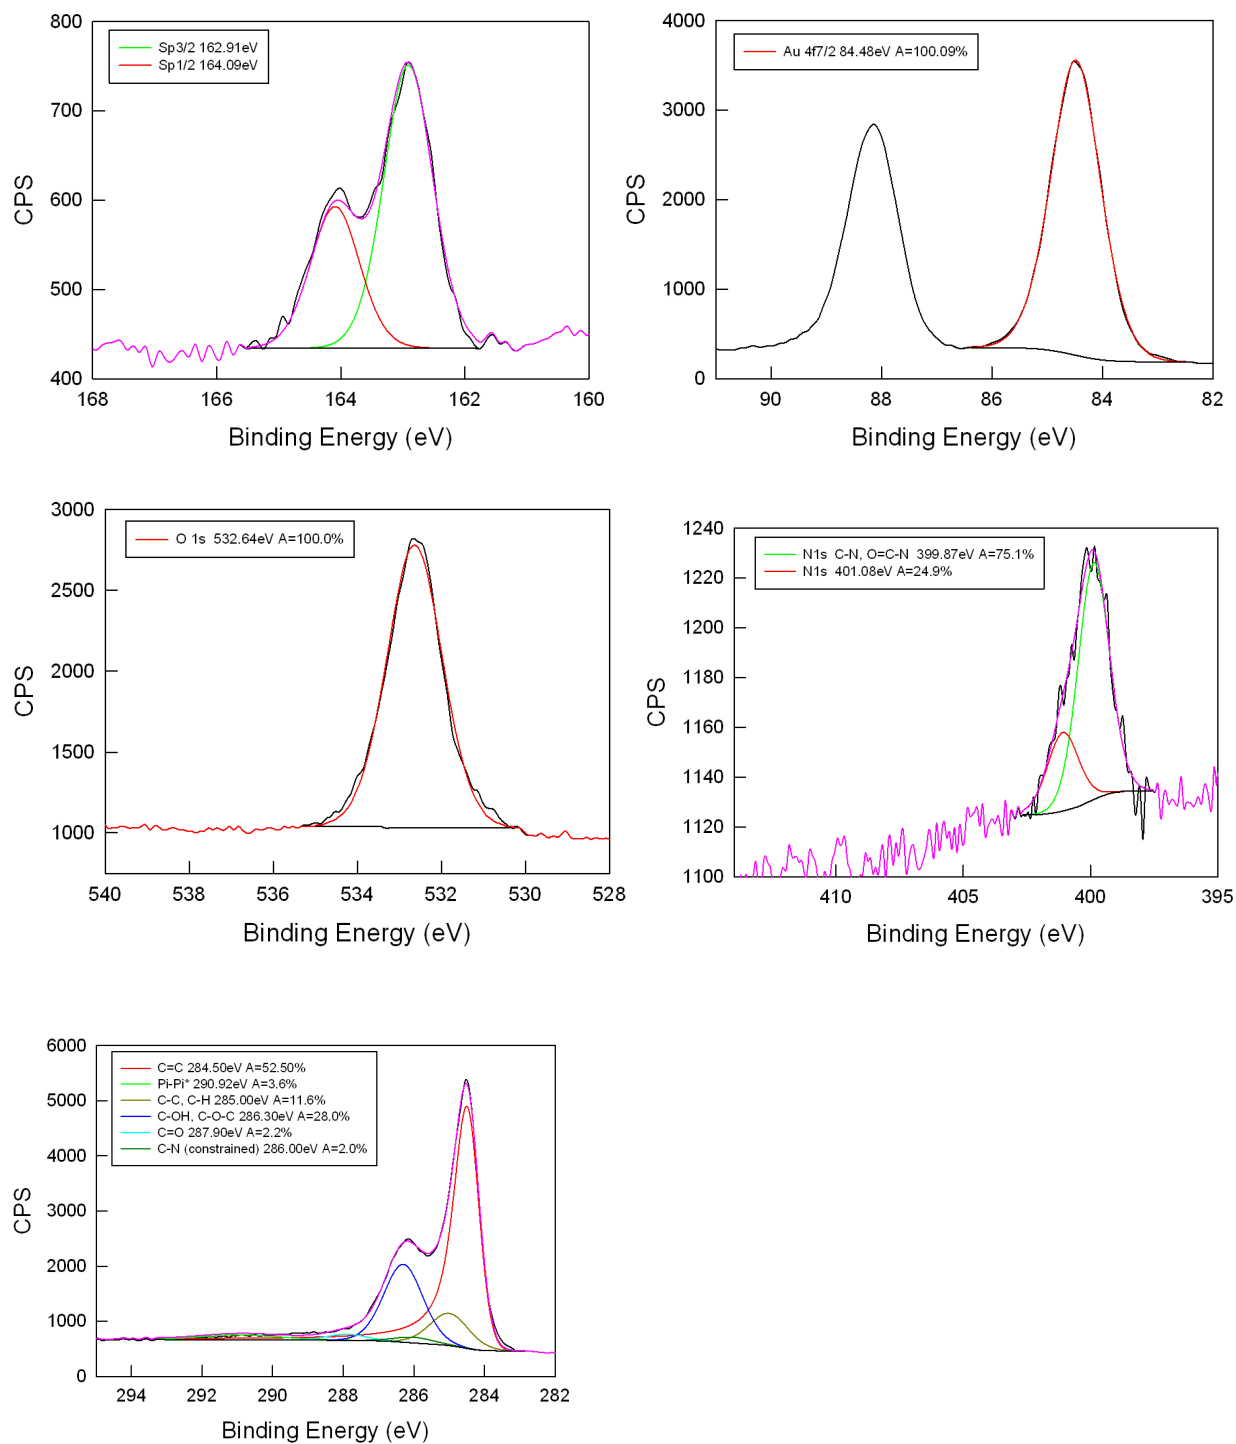 800
700
600
500
400
CPS
Sp3/2 162.91eV
Sp1/2 164.09eV
168 166 164 162 160
Binding Energy (eV)
4000
3000
2000
1000
0
CPS
Au 4f7/2 84.48eV A=100.09%
90 88 86 84 82
Binding Energy (eV)
3000
2500
2000
1500
1000
CPS
O 1s 532.64eV A=100.0%
540 538 536 534 532 530 528
Binding Energy (eV)
1240
1220
1200
1180
1160
1140
1120
1100
CPS
N1s C-N, O=C-N 399.87eV A=75.1%
N1s 401.08eV A=24.9%
410 405 400 395
Binding Energy (eV)
6000
5000
4000
3000
2000
1000
0
CPS
C=C 284.50eV A=52.50%
Pi-Pi* 290.92eV A=3.6%
C-C, C-H 285.00eV A=11.6%
C-OH, C-O-C 286.30eV A=28.0%
C=O 287.90eV A=2.2%
C-N (constrained) 286.00eV A=2.0%
294 292 290 288 286 284 282
Binding Energy (eV)